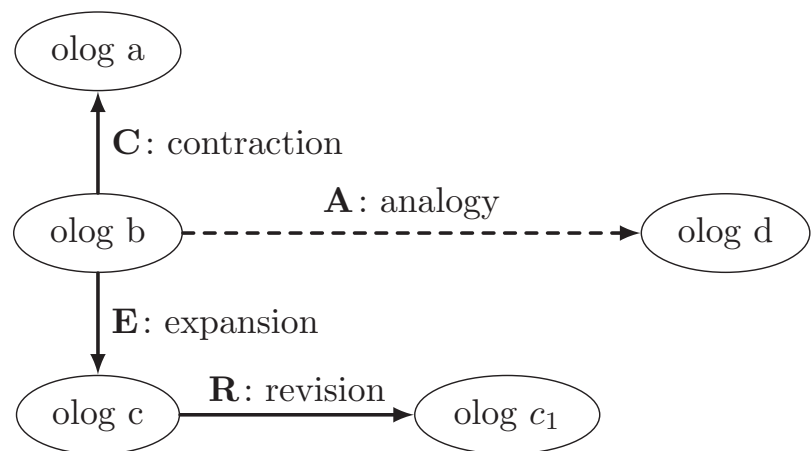 olog a
C: contraction
A: analogy
olog b
olog d
E: expansion
R: revision
olog c
olog c₁